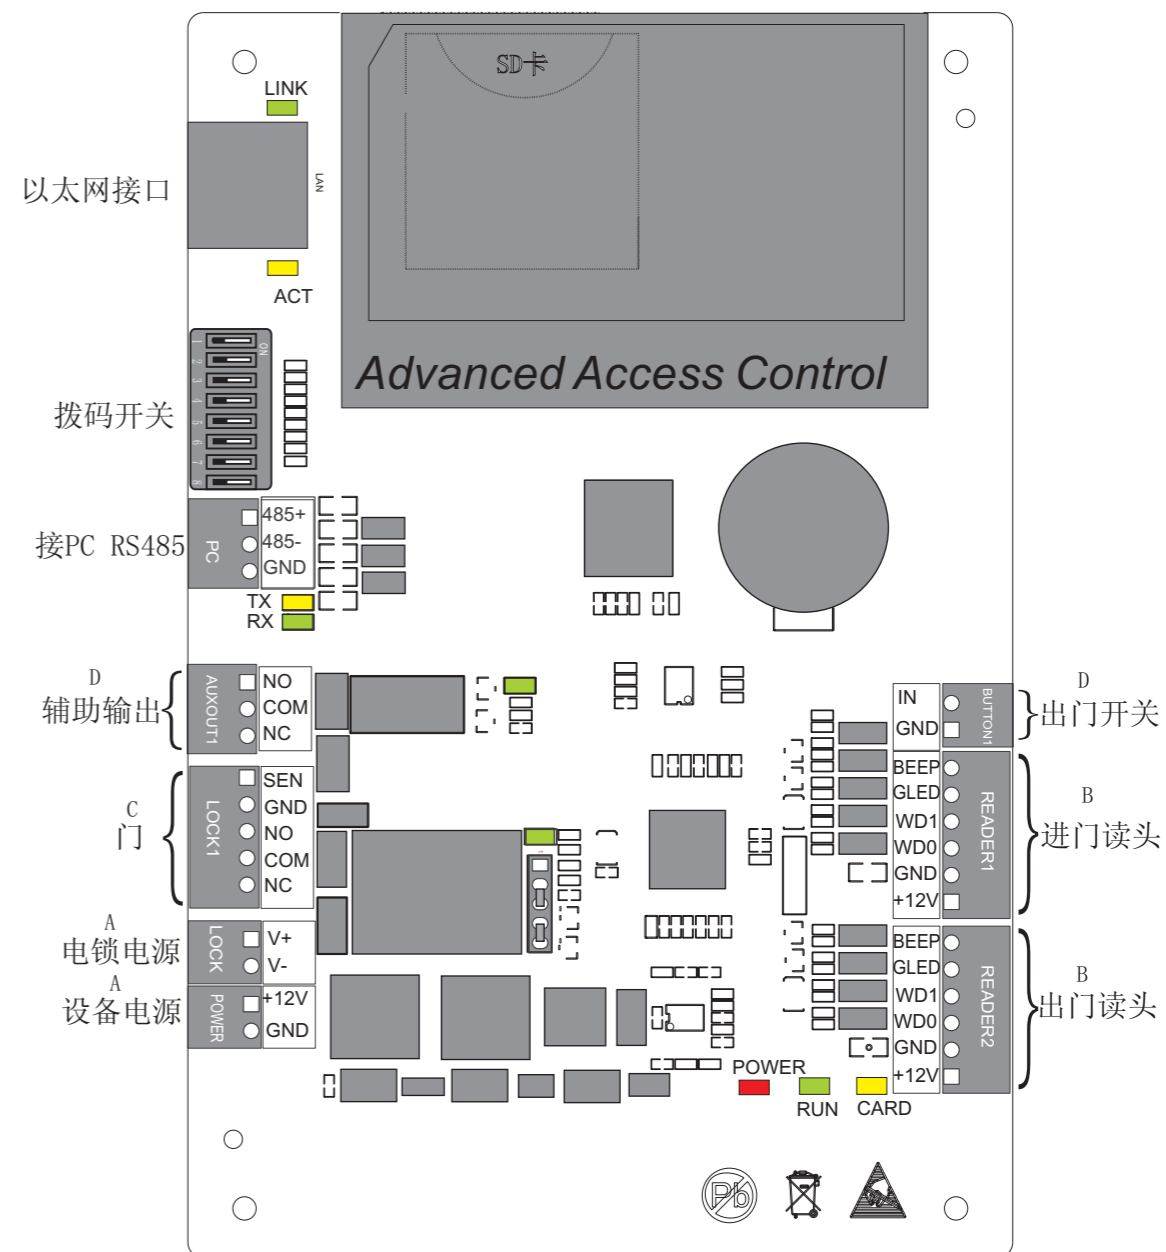 SD卡
LINK
LAN
以太网接口
ACT
Advanced Access Control
ON
1
2
3
4
5
6
7
8
拨码开关
接PC RS485
PC
485+
485-
GND
TX
RX
D
辅助输出
AUXOUT1
NO
COM
NC
C
门
LOCK1
SEN
GND
NO
COM
NC
A
电锁电源
LOCK
V+
V-
A
设备电源
POWER
+12V
GND
IN
GND
BUTTON1
D
出门开关
BEEP
GLED
WD1
WD0
GND
+12V
READER1
B
进门读头
BEEP
GLED
WD1
WD0
GND
+12V
READER2
B
出门读头
POWER
RUN
CARD
Pb